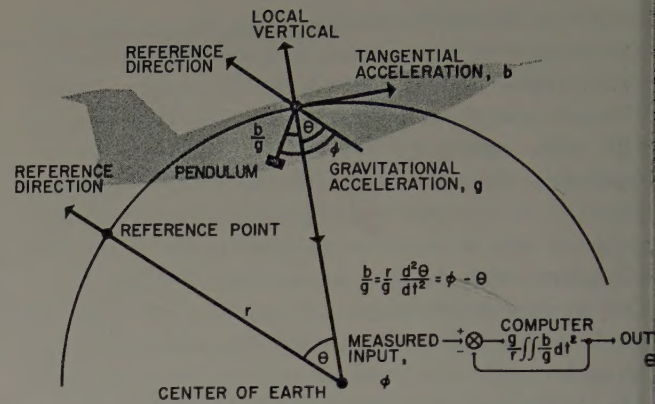 LOCAL
VERTICAL
REFERENCE
DIRECTION
TANGENTIAL
ACCELERATION, b
b/g
θ
φ
REFERENCE
DIRECTION
PENDULUM
GRAVITATIONAL
ACCELERATION, g
REFERENCE POINT
b/g = r/g d²θ/dt² = φ - θ
r
θ
MEASURED
INPUT,
φ
+
-
COMPUTER
g/r ∫∫ b/g dt²
OUT
θ
CENTER OF EARTH